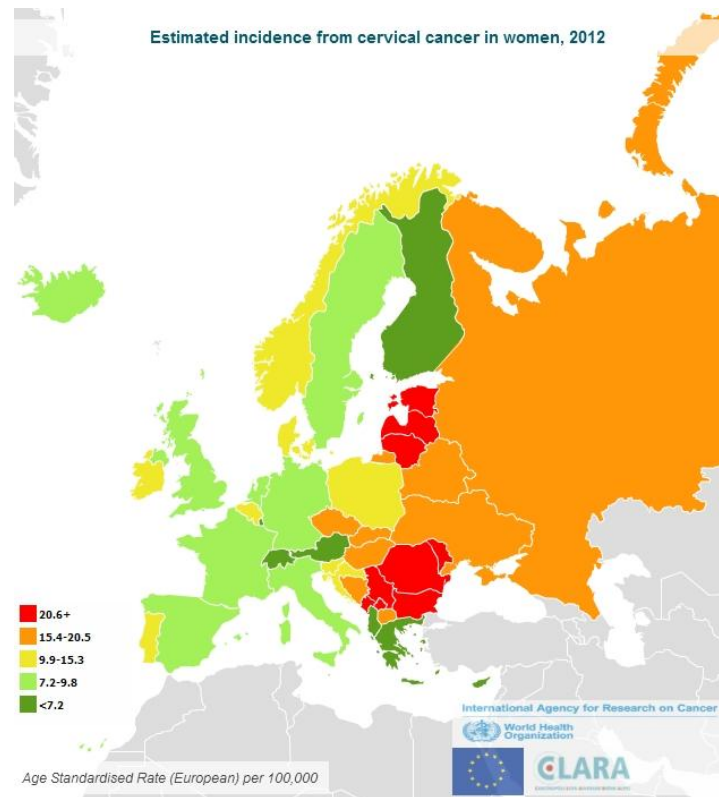 Estimated incidence from cervical cancer in women, 2012
20.6+
15.4-20.5
9.9-15.3
7.2-9.8
<7.2
International Agency for Research on Cancer
World Health
Organization
CLARA
Age Standardised Rate (European) per 100,000